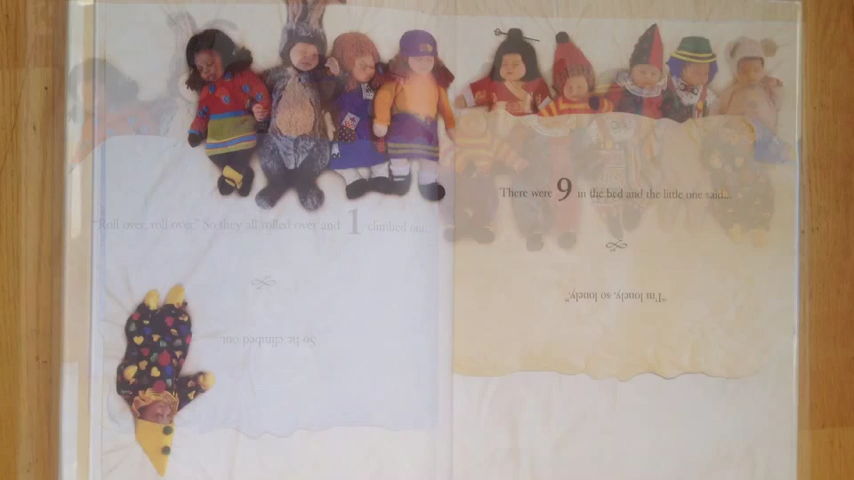 "Roll over, roll over." So they all rolled over and 1 climbed out.
So he climbed out.
There were 9 in the bed and the little one said...
"I'm lonely, so lonely."